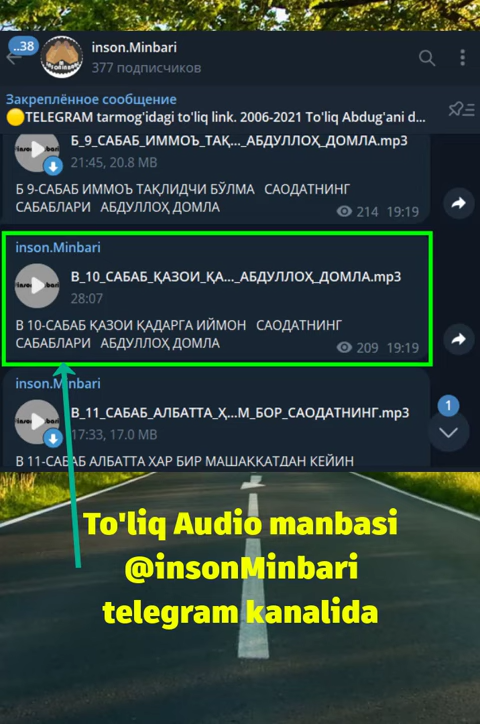 ..38
inson.Minbari
377 подписчиков
Закреплённое сообщение
TELEGRAM tarmog'idagi to'liq link. 2006-2021 To'liq Abdug'ani d...
Б_9_САБАБ_ИММОЪ_ТАҚ..._АБДУЛЛОҲ_ДОМЛА.mp3
21:45, 20.8 MB
Б 9-САБАБ ИММОЪ ТАҚЛИДЧИ БЎЛМА САОДАТНИНГ
САБАБЛАРИ АБДУЛЛОҲ ДОМЛА
214 19:19
inson.Minbari
В_10_САБАБ_ҚАЗОИ_ҚА..._АБДУЛЛОҲ_ДОМЛА.mp3
28:07
В 10-САБАБ ҚАЗОИ ҚАДАРГА ИЙМОН САОДАТНИНГ
САБАБЛАРИ АБДУЛЛОҲ ДОМЛА
209 19:19
inson.Minbari
В_11_САБАБ_АЛБАТТА_Ҳ...М_БОР_САОДАТНИНГ.mp3
17:33, 17.0 MB
1
В 11-САБАБ АЛБАТТА ҲАР БИР МАШАҚҚАТДАН КЕЙИН
To'liq Audio manbasi
@insonMinbari
telegram kanalida